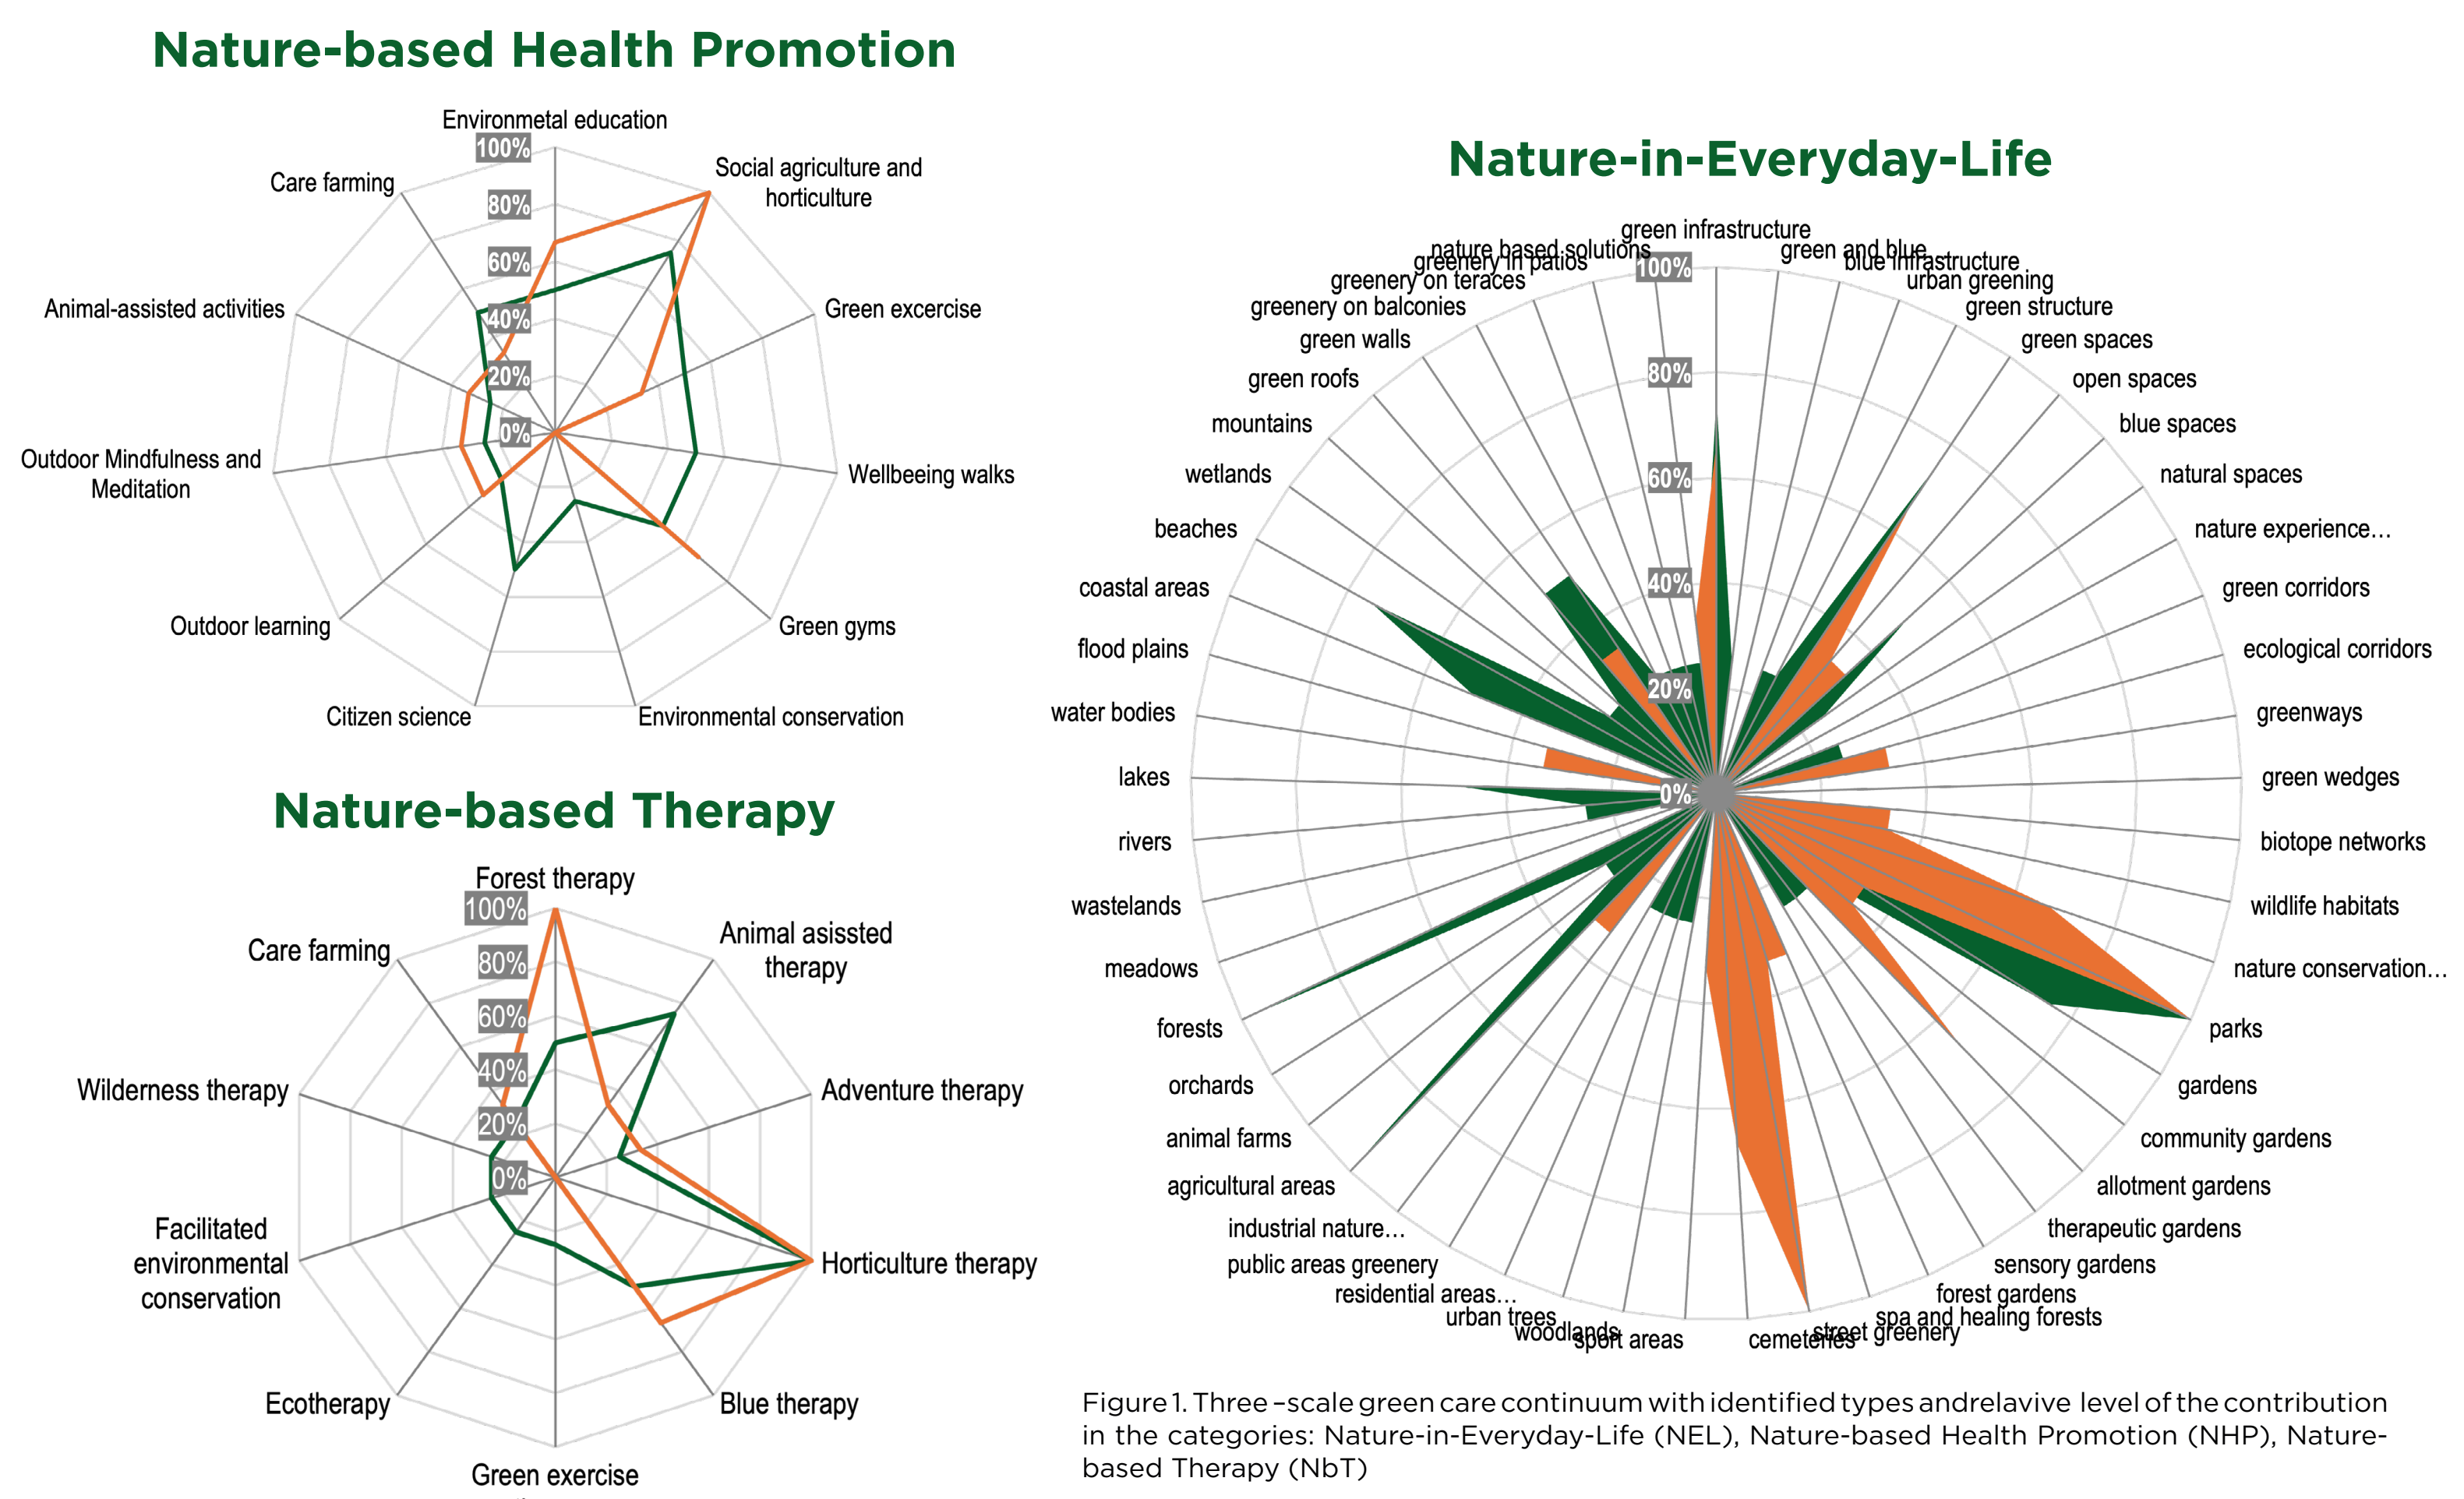 Nature-based Health Promotion
Environmetal education
100%
80%
60%
40%
20%
0%
Social agriculture and
horticulture
Green excercise
Wellbeeing walks
Green gyms
Environmental conservation
Citizen science
Outdoor learning
Outdoor Mindfulness and
Meditation
Animal-assisted activities
Care farming
Nature-based Therapy
Forest therapy
100%
80%
60%
40%
20%
0%
Animal asissted
therapy
Adventure therapy
Horticulture therapy
Blue therapy
Green exercise
Ecotherapy
Facilitated
environmental
conservation
Wilderness therapy
Care farming
Nature-in-Everyday-Life
green infrastructure
100%
80%
60%
40%
20%
0%
green and blue
blue infrastructure
urban greening
green structure
green spaces
open spaces
blue spaces
natural spaces
nature experience…
green corridors
ecological corridors
greenways
green wedges
biotope networks
wildlife habitats
nature conservation…
parks
gardens
community gardens
allotment gardens
therapeutic gardens
sensory gardens
forest gardens
spa and healing forests
street greenery
cemeteries
sport areas
woodlands
urban trees
residential areas…
public areas greenery
industrial nature…
agricultural areas
animal farms
orchards
forests
meadows
wastelands
rivers
lakes
water bodies
flood plains
coastal areas
beaches
wetlands
mountains
green roofs
green walls
greenery on balconies
greenery on teraces
greenery in patios
nature based solutions
Figure 1. Three –scale green care continuum with identified types andrelavive level of the contribution
in the categories: Nature-in-Everyday-Life (NEL), Nature-based Health Promotion (NHP), Nature-
based Therapy (NbT)